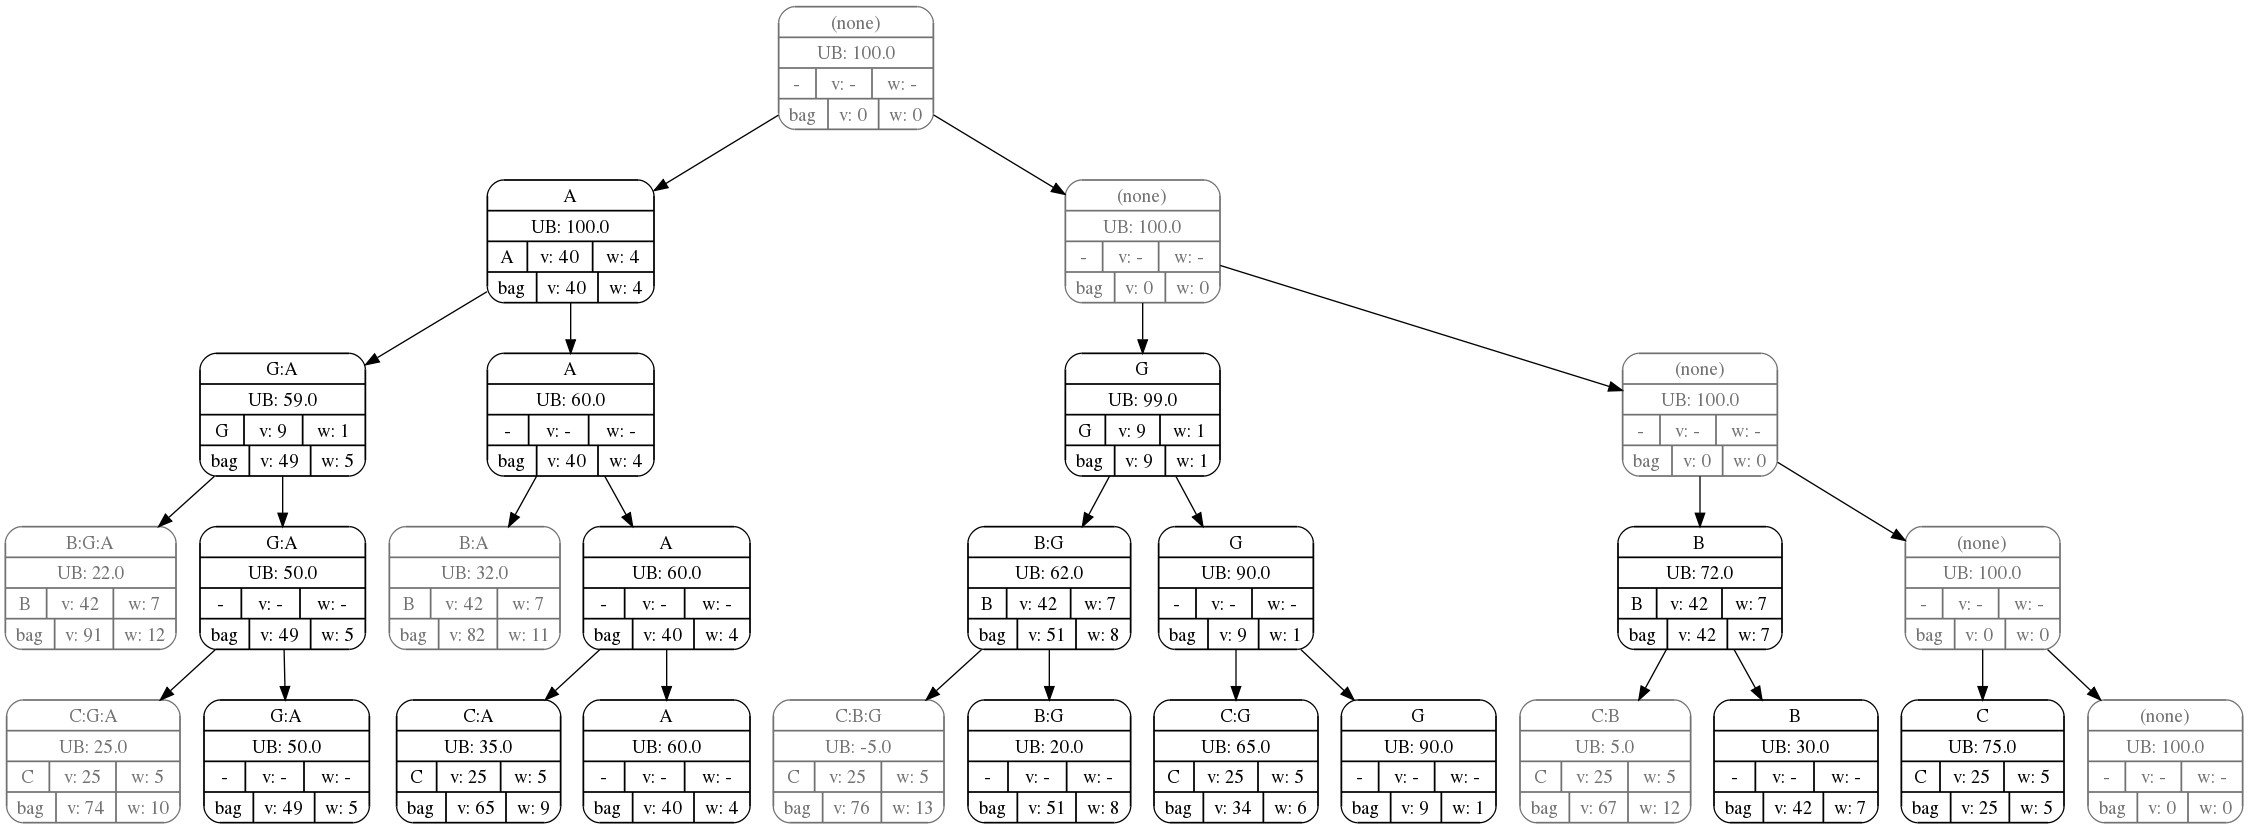 (none)
UB: 100.0
- v: - w: -
bag v: 0 w: 0
A
UB: 100.0
A v: 40 w: 4
bag v: 40 w: 4
(none)
UB: 100.0
- v: - w: -
bag v: 0 w: 0
G:A
UB: 59.0
G v: 9 w: 1
bag v: 49 w: 5
A
UB: 60.0
- v: - w: -
bag v: 40 w: 4
G
UB: 99.0
G v: 9 w: 1
bag v: 9 w: 1
(none)
UB: 100.0
- v: - w: -
bag v: 0 w: 0
B:G:A
UB: 22.0
B v: 42 w: 7
bag v: 91 w: 12
G:A
UB: 50.0
- v: - w: -
bag v: 49 w: 5
B:A
UB: 32.0
B v: 42 w: 7
bag v: 82 w: 11
A
UB: 60.0
- v: - w: -
bag v: 40 w: 4
B:G
UB: 62.0
B v: 42 w: 7
bag v: 51 w: 8
G
UB: 90.0
- v: - w: -
bag v: 9 w: 1
B
UB: 72.0
B v: 42 w: 7
bag v: 42 w: 7
(none)
UB: 100.0
- v: - w: -
bag v: 0 w: 0
C:G:A
UB: 25.0
C v: 25 w: 5
bag v: 74 w: 10
G:A
UB: 50.0
- v: - w: -
bag v: 49 w: 5
C:A
UB: 35.0
C v: 25 w: 5
bag v: 65 w: 9
A
UB: 60.0
- v: - w: -
bag v: 40 w: 4
C:B:G
UB: -5.0
C v: 25 w: 5
bag v: 76 w: 13
B:G
UB: 20.0
- v: - w: -
bag v: 51 w: 8
C:G
UB: 65.0
C v: 25 w: 5
bag v: 34 w: 6
G
UB: 90.0
- v: - w: -
bag v: 9 w: 1
C:B
UB: 5.0
C v: 25 w: 5
bag v: 67 w: 12
B
UB: 30.0
- v: - w: -
bag v: 42 w: 7
C
UB: 75.0
C v: 25 w: 5
bag v: 25 w: 5
(none)
UB: 100.0
- v: - w: -
bag v: 0 w: 0